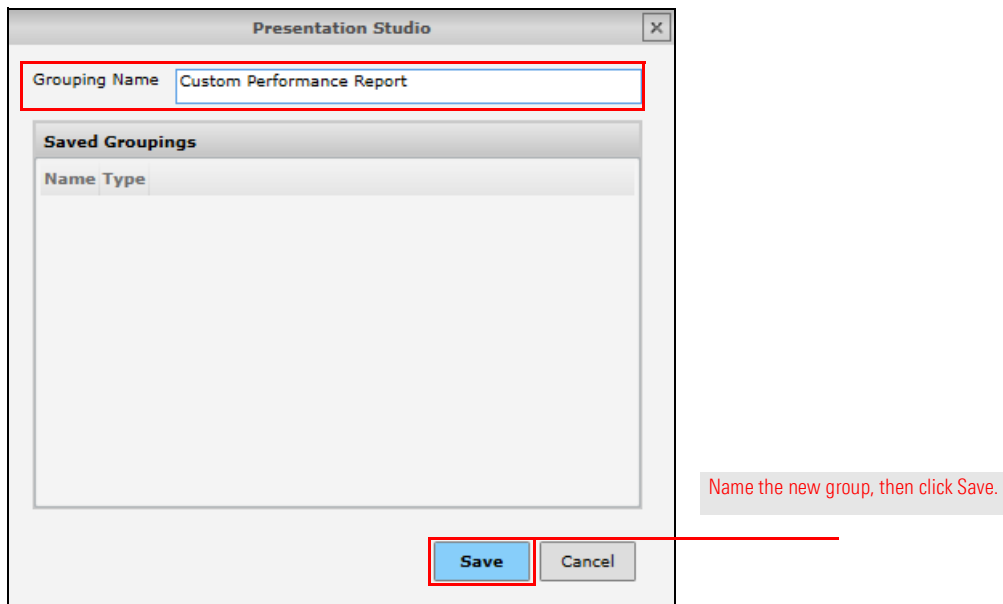 Presentation Studio
Grouping Name Custom Performance Report
Saved Groupings
Name Type
Name the new group, then click Save.
Save Cancel